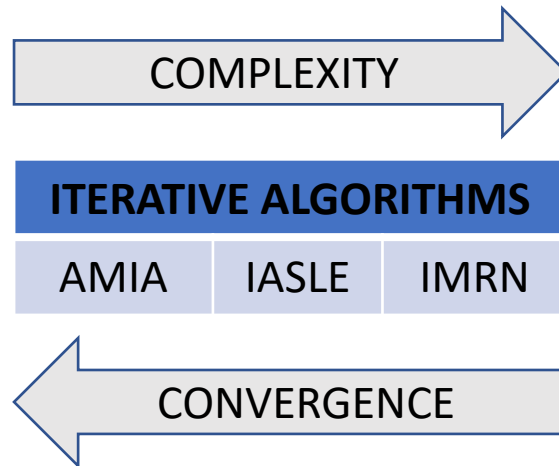 COMPLEXITY
ITERATIVE ALGORITHMS
AMIA IASLE IMRN
CONVERGENCE